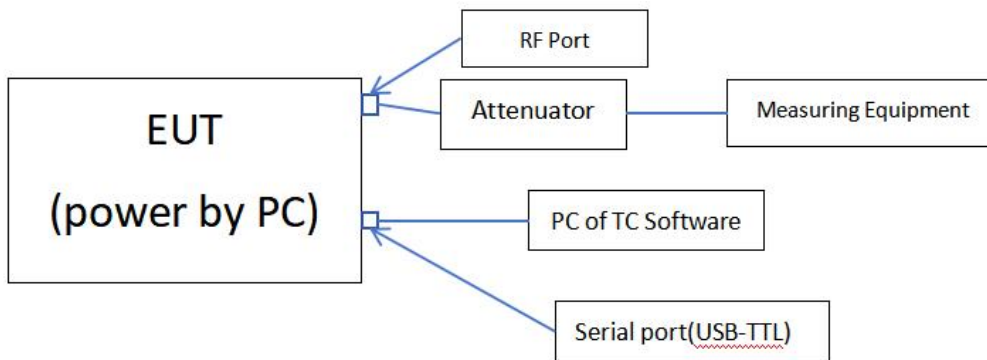 RF Port
EUT
(power by PC)
Attenuator
Measuring Equipment
PC of TC Software
Serial port(USB-TTL)